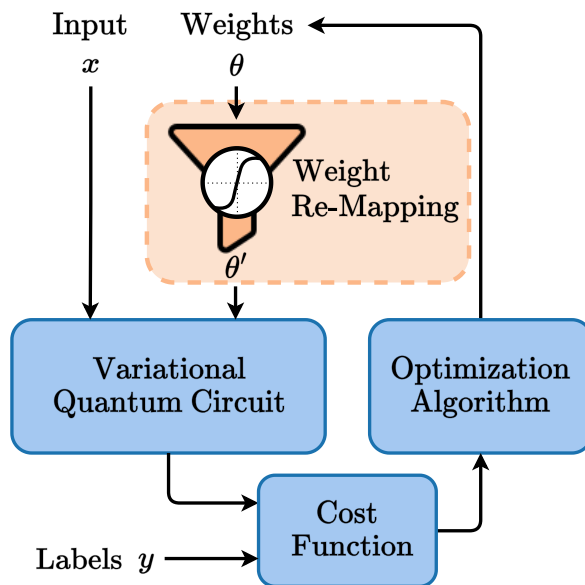 Input
x
Weights
θ
Weight
Re-Mapping
θ′
Variational
Quantum Circuit
Optimization
Algorithm
Cost
Function
Labels y